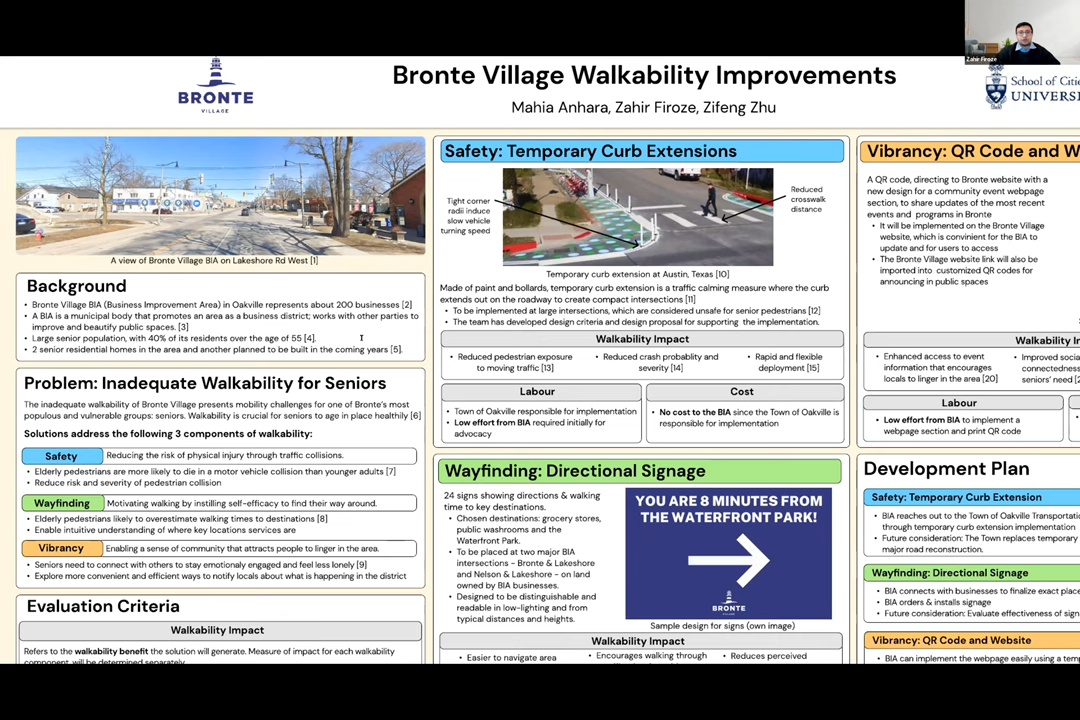 Zahir Firoze
BRONTE
VILLAGE
Bronte Village Walkability Improvements
Mahia Anhara, Zahir Firoze, Zifeng Zhu
School of Citie
UNIVERS
A view of Bronte Village BIA on Lakeshore Rd West [1]
Background
• Bronte Village BIA (Business Improvement Area) in Oakville represents about 200 businesses [2]
• A BIA is a municipal body that promotes an area as a business district; works with other parties to
improve and beautify public spaces. [3]
• Large senior population, with 40% of its residents over the age of 55 [4].
• 2 senior residential homes in the area and another planned to be built in the coming years [5].
Problem: Inadequate Walkability for Seniors
The inadequate walkability of Bronte Village presents mobility challenges for one of Bronte's most
populous and vulnerable groups: seniors. Walkability is crucial for seniors to age in place healthily [6]
Solutions address the following 3 components of walkability:
Safety
Reducing the risk of physical injury through traffic collisions.
• Elderly pedestrians are more likely to die in a motor vehicle collision than younger adults [7]
• Reduce risk and severity of pedestrian collision
Wayfinding
Motivating walking by instilling self-efficacy to find their way around.
• Elderly pedestrians likely to overestimate walking times to destinations [8]
• Enable intuitive understanding of where key locations services are
Vibrancy
Enabling a sense of community that attracts people to linger in the area.
• Seniors need to connect with others to stay emotionaly engaged and feel less lonely [9]
• Explore more convenient and efficient ways to notify locals about what is happening in the district
Evaluation Criteria
Walkability Impact
Refers to the walkability benefit the solution will generate. Measure of impact for each walkability
component will be determined separately
Safety: Temporary Curb Extensions
Tight corner
radii induce
slow vehicle
turning speed
Reduced
crosswalk
distance
Temporary curb extension at Austin, Texas [10]
Made of paint and bollards, temporary curb extension is a traffic calming measure where the curb
extends out on the roadway to create compact intersections [11]
• To be implemented at large intersections, which are considered unsafe for senior pedestrians [12]
• The team has developed design criteria and design proposal for supporting the implementation.
Walkability Impact
• Reduced pedestrian exposure
to moving traffic [13]
• Reduced crash probablity and
severity [14]
• Rapid and flexible
deployment [15]
Labour
• Town of Oakville responsible for implementation
• Low effort from BIA required initially for
advocacy
Cost
• No cost to the BIA since the Town of Oakville is
responsible for implementation
Wayfinding: Directional Signage
24 signs showing directions & walking
time to key destinations.
• Chosen destinations: grocery stores,
public washrooms and the
Waterfront Park.
• To be placed at two major BIA
intersections - Bronte & Lakeshore
and Nelson & Lakeshore - on land
owned by BIA businesses.
• Designed to be distinguishable and
readable in low-lighting and from
typical distances and heights.
YOU ARE 8 MINUTES FROM
THE WATERFRONT PARK!
BRONTE
VILLAGE
Sample design for signs (own image)
Walkability Impact
• Easier to navigate area
• Encourages walking through
• Reduces perceived
Vibrancy: QR Code and W
A QR code, directing to Bronte website with a
new design for a community event webpage
section, to share updates of the most recent
events and programs in Bronte
• It will be implemented on the Bronte Village
website, which is convinient for the BIA to
update and for users to access
• The Bronte Village website link will also be
imported into customized QR codes for
announcing in public spaces
Walkability In
• Enhanced access to event
information that encourages
locals to linger in the area [20]
• Improved socia
connectedness
seniors' need [2
Labour
• Low effort from BIA to implement a
webpage section and print QR code
Development Plan
Safety: Temporary Curb Extension
• BIA reaches out to the Town of Oakville Transportatio
through temporary curb extension implementation
• Future consideration: The Town replaces temporary
major road reconstruction.
Wayfinding: Directional Signage
• BIA connects with businesses to finalize exact place
• BIA orders & installs signage
• Future consideration: Evaluate effectiveness of sign
Vibrancy: QR Code and Website
• BIA can implement the webpage easily using a temp